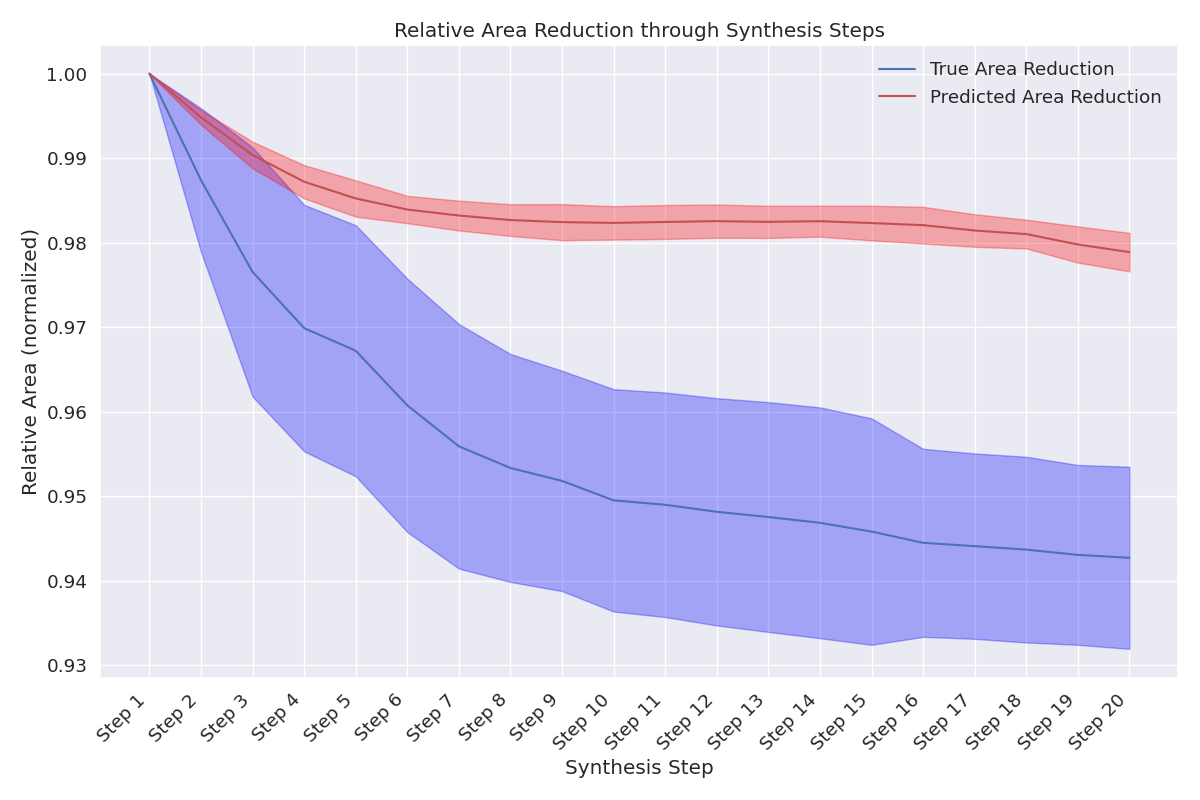 Relative Area Reduction through Synthesis Steps
True Area Reduction
Predicted Area Reduction
Relative Area (normalized)
1.00
0.99
0.98
0.97
0.96
0.95
0.94
0.93
Step 1
Step 2
Step 3
Step 4
Step 5
Step 6
Step 7
Step 8
Step 9
Step 10
Step 11
Step 12
Step 13
Step 14
Step 15
Step 16
Step 17
Step 18
Step 19
Step 20
Synthesis Step